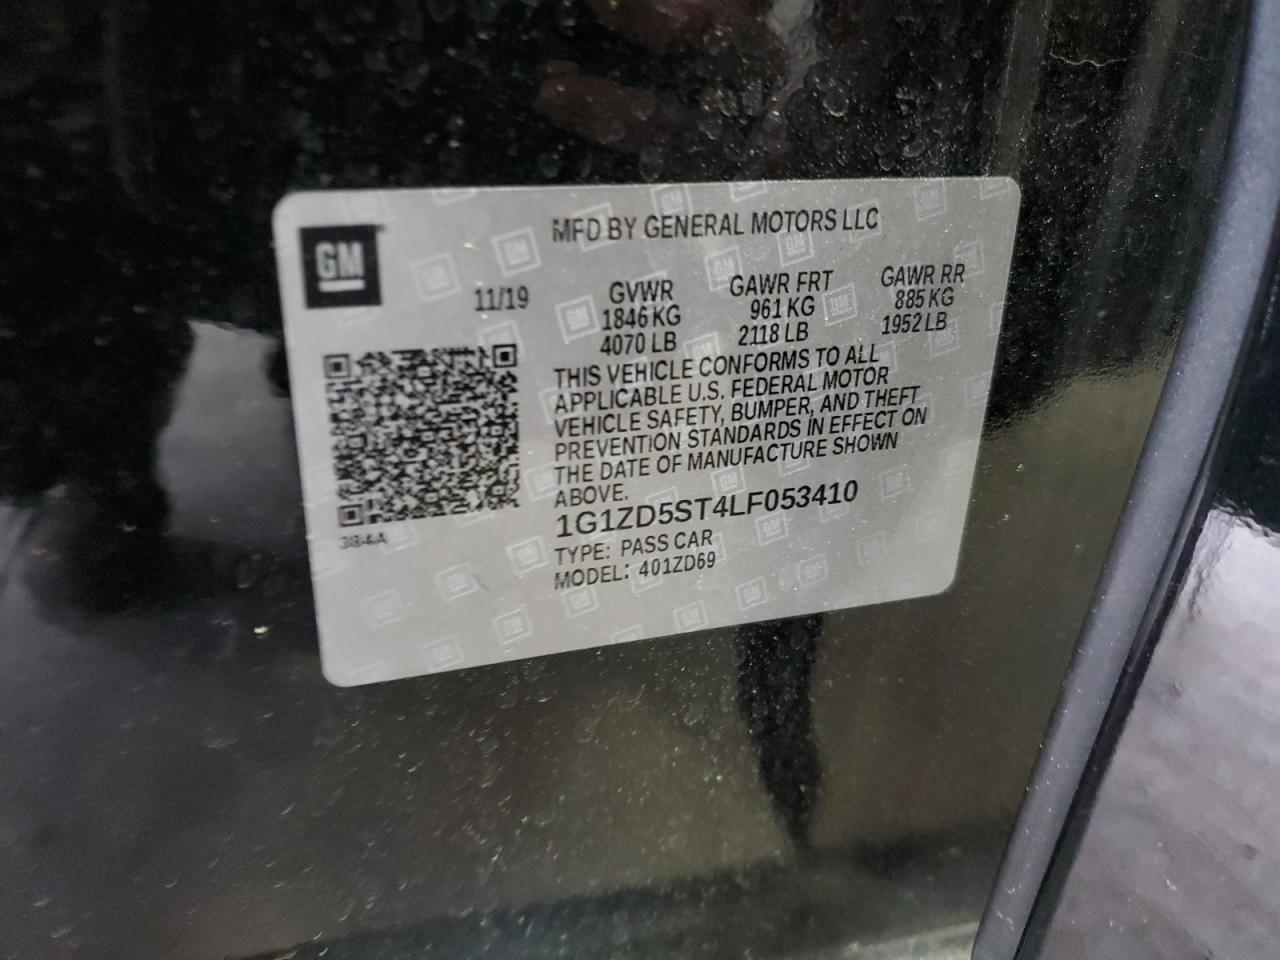 GM
MFD BY GENERAL MOTORS LLC
11/19
GVWR GAWR FRT GAWR RR
1846 KG 961 KG 885 KG
4070 LB 2118 LB 1952 LB
THIS VEHICLE CONFORMS TO ALL
APPLICABLE U.S. FEDERAL MOTOR
VEHICLE SAFETY, BUMPER, AND THEFT
PREVENTION STANDARDS IN EFFECT ON
THE DATE OF MANUFACTURE SHOWN
ABOVE.
1G1ZD5ST4LF053410
TYPE: PASS CAR
MODEL: 401ZD69
384A